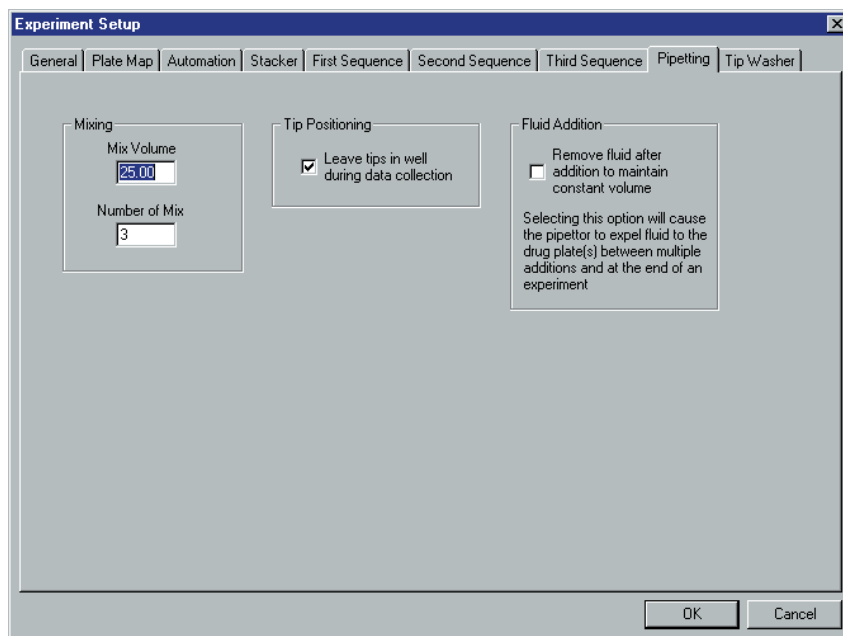 Experiment Setup
General Plate Map Automation Stacker First Sequence Second Sequence Third Sequence Pipetting Tip Washer
Mixing
Mix Volume
25.00
Number of Mix
3
Tip Positioning
Leave tips in well
during data collection
Fluid Addition
Remove fluid after
addition to maintain
constant volume
Selecting this option will cause
the pipettor to expel fluid to the
drug plate(s) between multiple
additions and at the end of an
experiment
OK Cancel